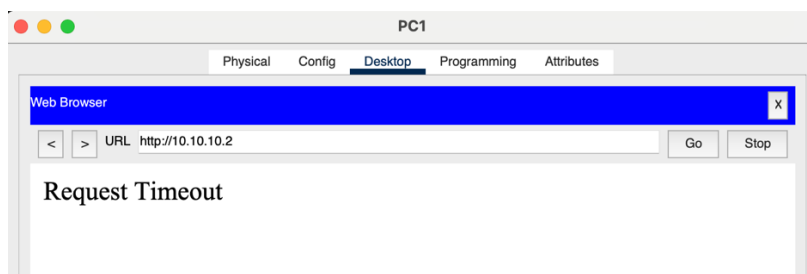 PC1
Physical Config Desktop Programming Attributes
Web Browser X
< > URL http://10.10.10.2 Go Stop
Request Timeout